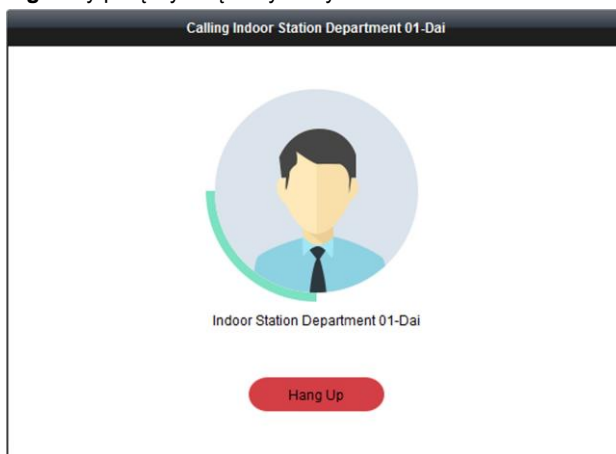 Calling Indoor Station Department 01-Dai
Indoor Station Department 01-Dai
Hang Up